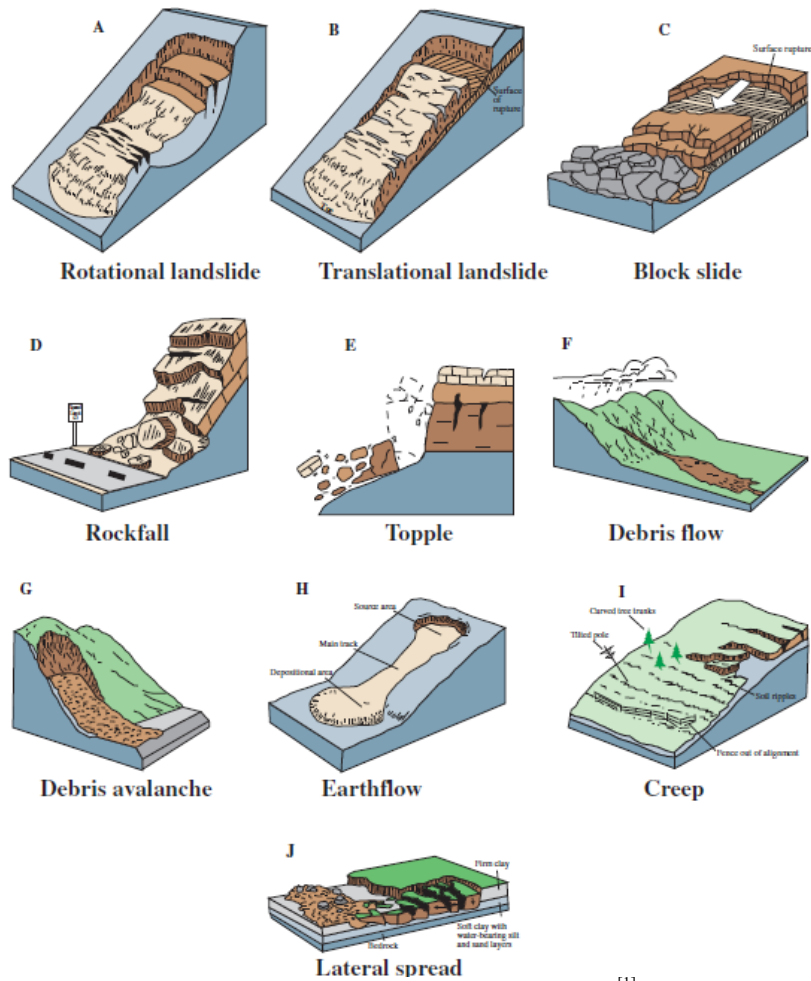 A
B
C
Surface rupture
Surface
of
rupture
Rotational landslide
Translational landslide
Block slide
D
E
F
Rockfall
Topple
Debris flow
G
H
I
Source area
Main track
Depositional area
Carved tree trunks
Tilted pole
Soil ripples
Fence out of alignment
Debris avalanche
Earthflow
Creep
J
Firm clay
Soft clay with
water-bearing silt
and sand layers
Bedrock
Lateral spread
[1]